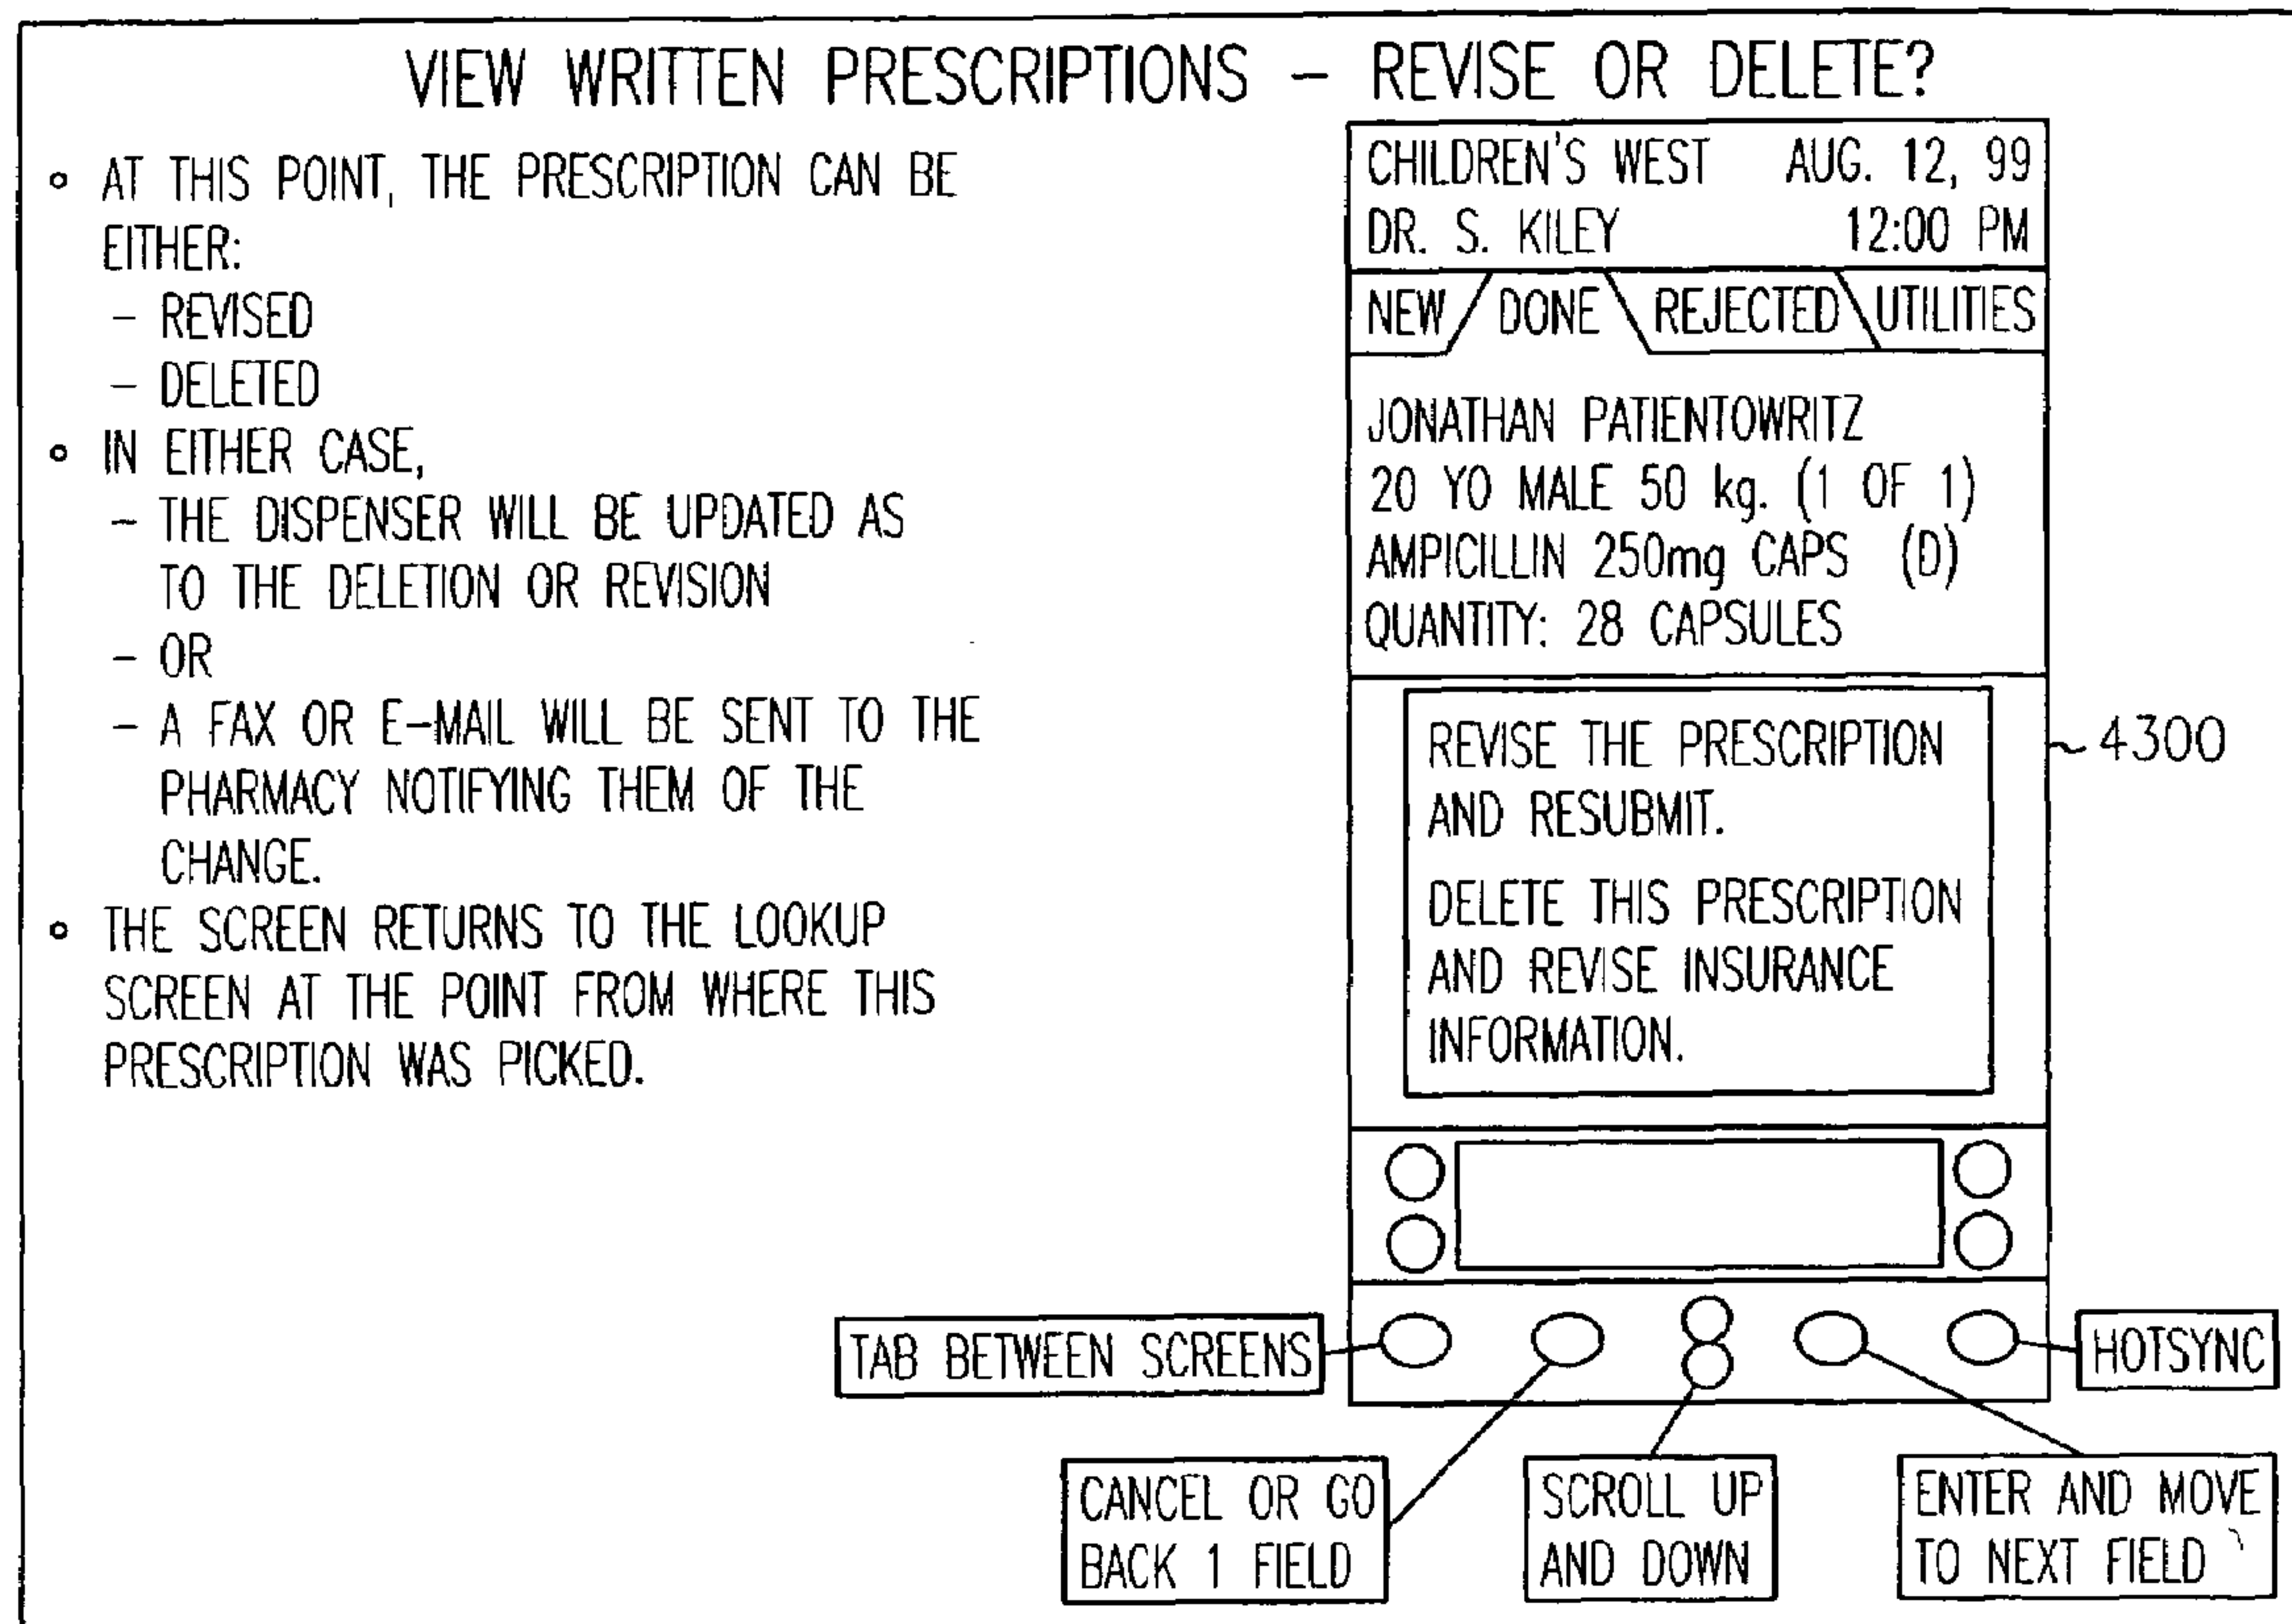 VIEW WRITTEN PRESCRIPTIONS – REVISE OR DELETE?
∘ AT THIS POINT, THE PRESCRIPTION CAN BE
EITHER:
– REVISED
– DELETED
∘ IN EITHER CASE,
– THE DISPENSER WILL BE UPDATED AS
TO THE DELETION OR REVISION
– OR
– A FAX OR E-MAIL WILL BE SENT TO THE
PHARMACY NOTIFYING THEM OF THE
CHANGE.
∘ THE SCREEN RETURNS TO THE LOOKUP
SCREEN AT THE POINT FROM WHERE THIS
PRESCRIPTION WAS PICKED.
CHILDREN'S WEST AUG. 12, 99
DR. S. KILEY 12:00 PM
NEW DONE REJECTED UTILITIES
JONATHAN PATIENTOWRITZ
20 YO MALE 50 kg. (1 OF 1)
AMPICILLIN 250mg CAPS (D)
QUANTITY: 28 CAPSULES
REVISE THE PRESCRIPTION
AND RESUBMIT.
DELETE THIS PRESCRIPTION
AND REVISE INSURANCE
INFORMATION.
4300
TAB BETWEEN SCREENS
HOTSYNC
CANCEL OR GO
BACK 1 FIELD
SCROLL UP
AND DOWN
ENTER AND MOVE
TO NEXT FIELD